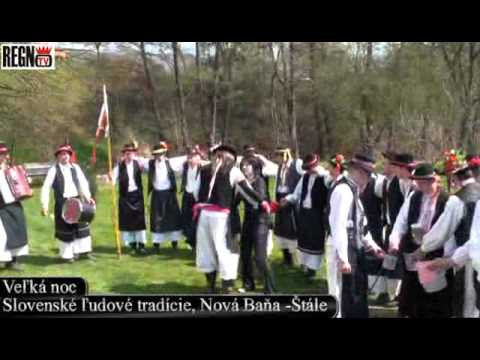 REGN TV
Veľká noc
Slovenské ľudové tradície, Nová Baňa -Štále